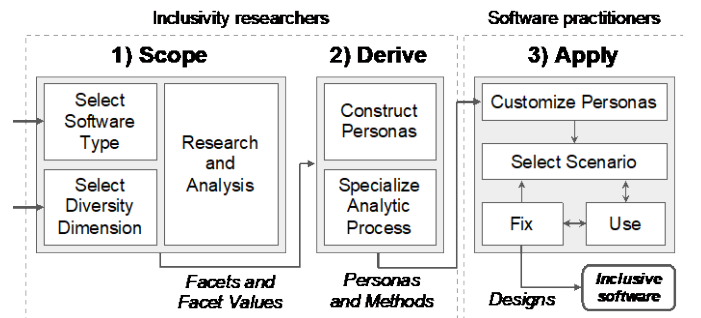 Inclusivity researchers
Software practitioners
1) Scope
2) Derive
3) Apply
Select
Software
Type
Select
Diversity
Dimension
Research
and
Analysis
Construct
Personas
Specialize
Analytic
Process
Customize Personas
Select Scenario
Fix
Use
Facets and
Facet Values
Personas
and Methods
Designs
Inclusive
software